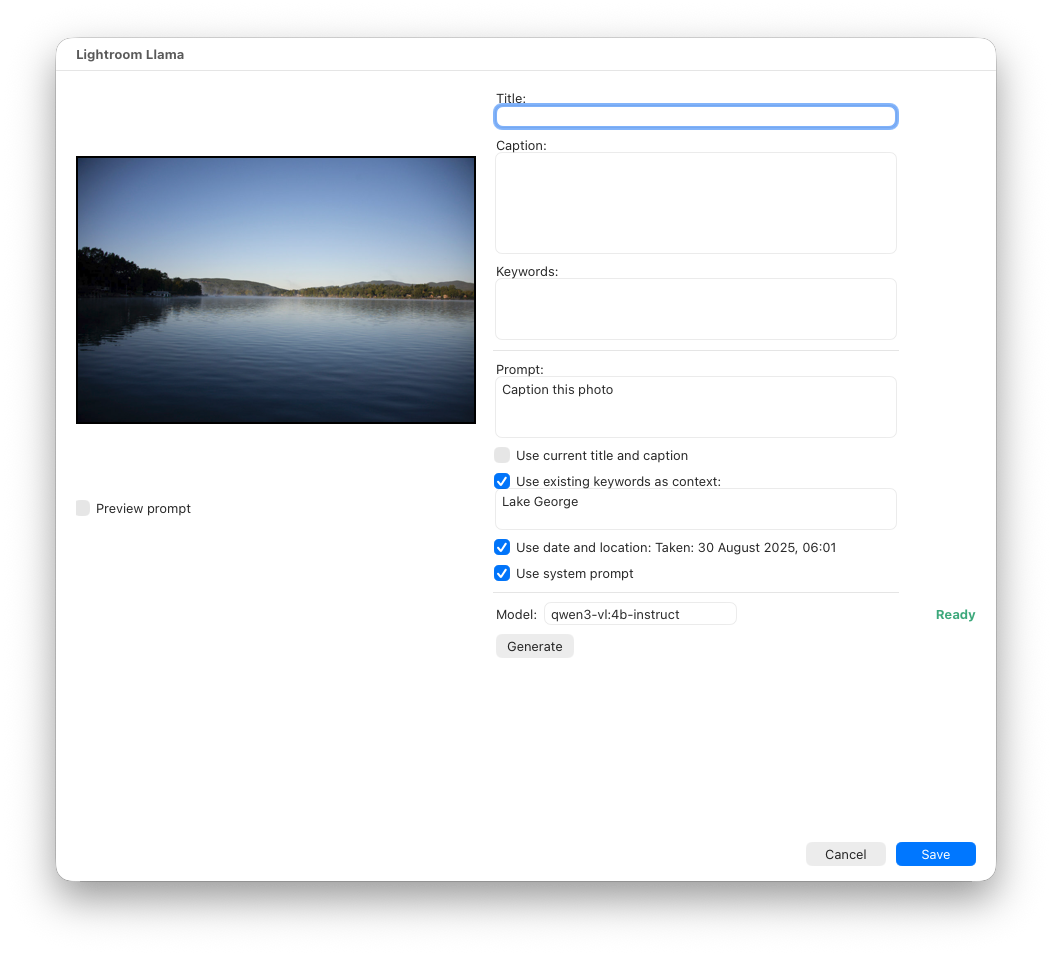 Lightroom Llama
Title:
Caption:
Keywords:
Prompt:
Caption this photo
Use current title and caption
Use existing keywords as context:
Lake George
Preview prompt
Use date and location: Taken: 30 August 2025, 06:01
Use system prompt
Model: qwen3-vl:4b-instruct
Ready
Generate
Cancel
Save